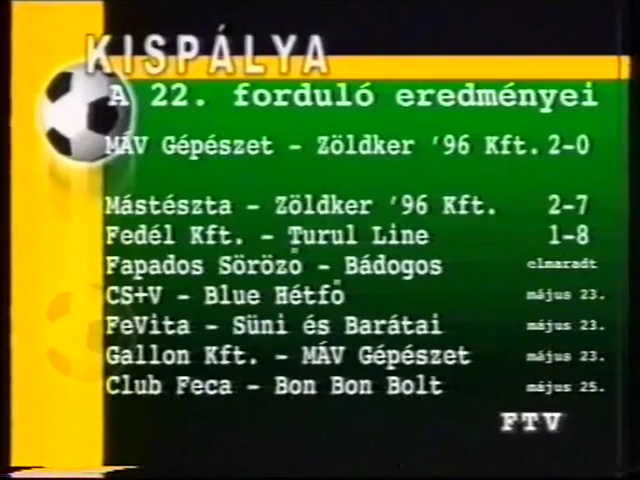 KISPÁLYA
A 22. forduló eredményei
MÁV Gépészet - Zöldker '96 Kft. 2-0
Mástészta - Zöldker '96 Kft. 2-7
Fedél Kft. - Turul Line 1-8
Fapados Söröző - Bádogos elmaradt
CS+V - Blue Hétfő május 23.
FeVita - Süni és Barátai május 23.
Gallon Kft. - MÁV Gépészet május 23.
Club Feca - Bon Bon Bolt május 25.
FTV